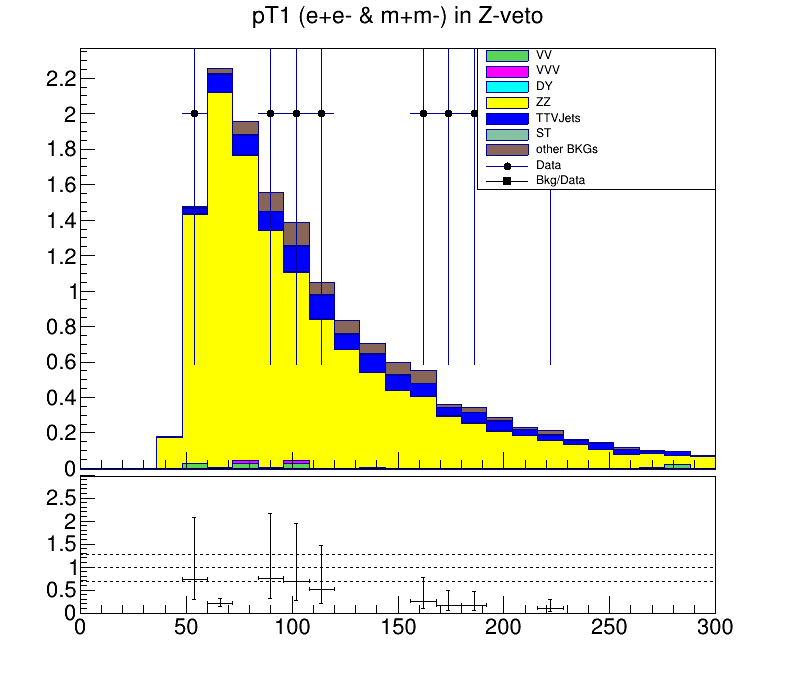 pT1 (e+e- & m+m-) in Z-veto
VV
VVV
DY
ZZ
TTVJets
ST
other BKGs
Data
Bkg/Data
2.2
2
1.8
1.6
1.4
1.2
1
0.8
0.6
0.4
0.2
0
2.5
2
1.5
1
0.5
0
0 50 100 150 200 250 300